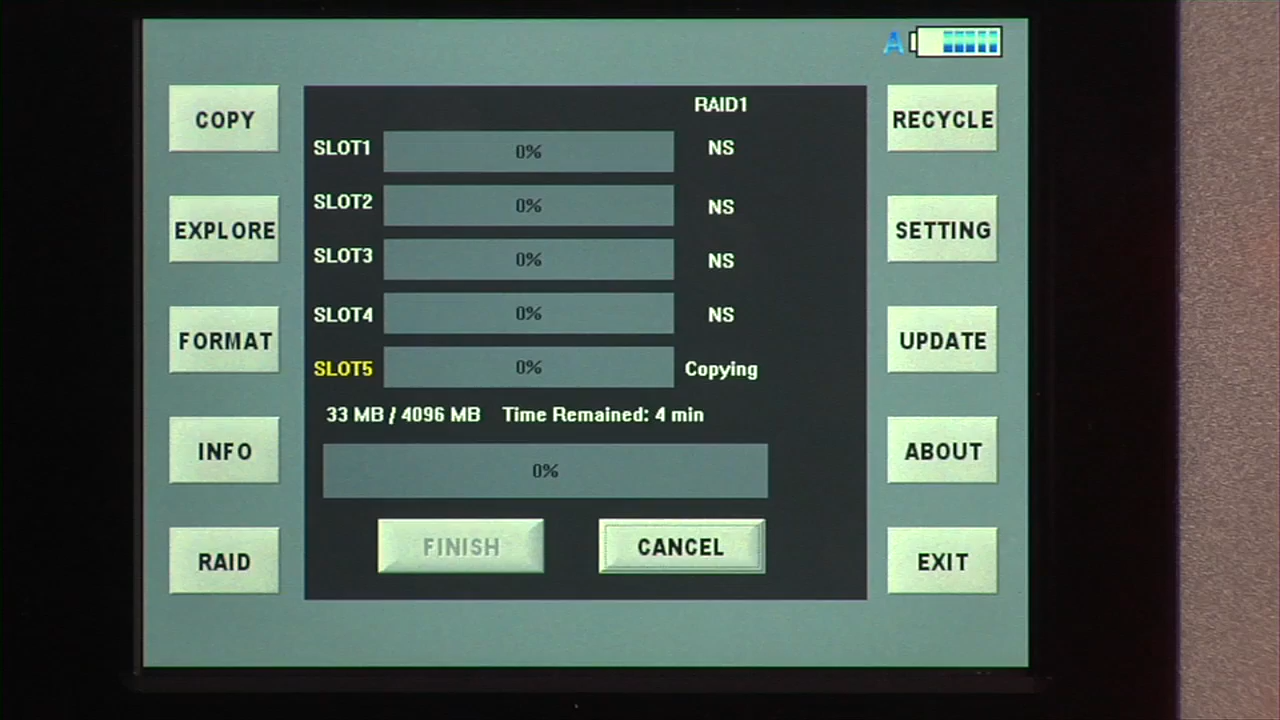 A
RAID1
COPY
EXPLORE
FORMAT
INFO
RAID
SLOT1 0% NS
SLOT2 0% NS
SLOT3 0% NS
SLOT4 0% NS
SLOT5 0% Copying
33 MB / 4096 MB Time Remained: 4 min
0%
FINISH CANCEL
RECYCLE
SETTING
UPDATE
ABOUT
EXIT